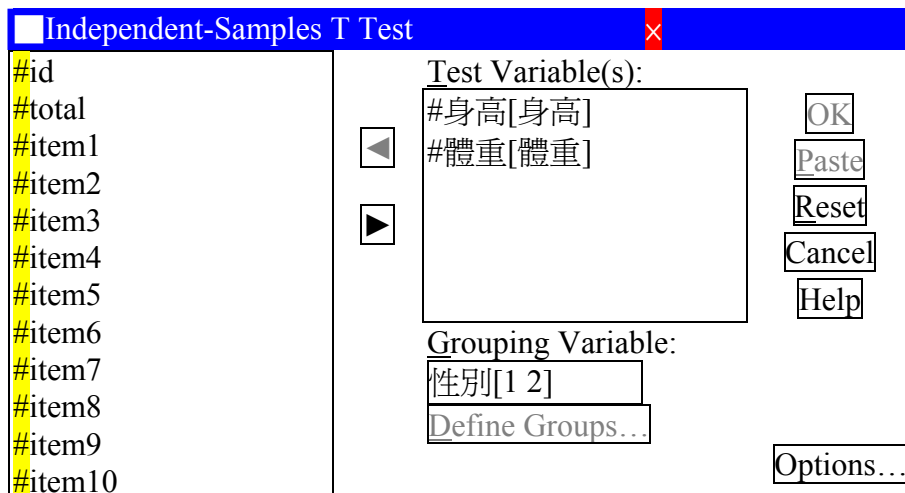 Independent-Samples T Test ×
#id
#total
#item1
#item2
#item3
#item4
#item5
#item6
#item7
#item8
#item9
#item10
◄
►
Test Variable(s):
#身高[身高]
#體重[體重]
Grouping Variable:
性別[1 2]
Define Groups…
OK
Paste
Reset
Cancel
Help
Options…